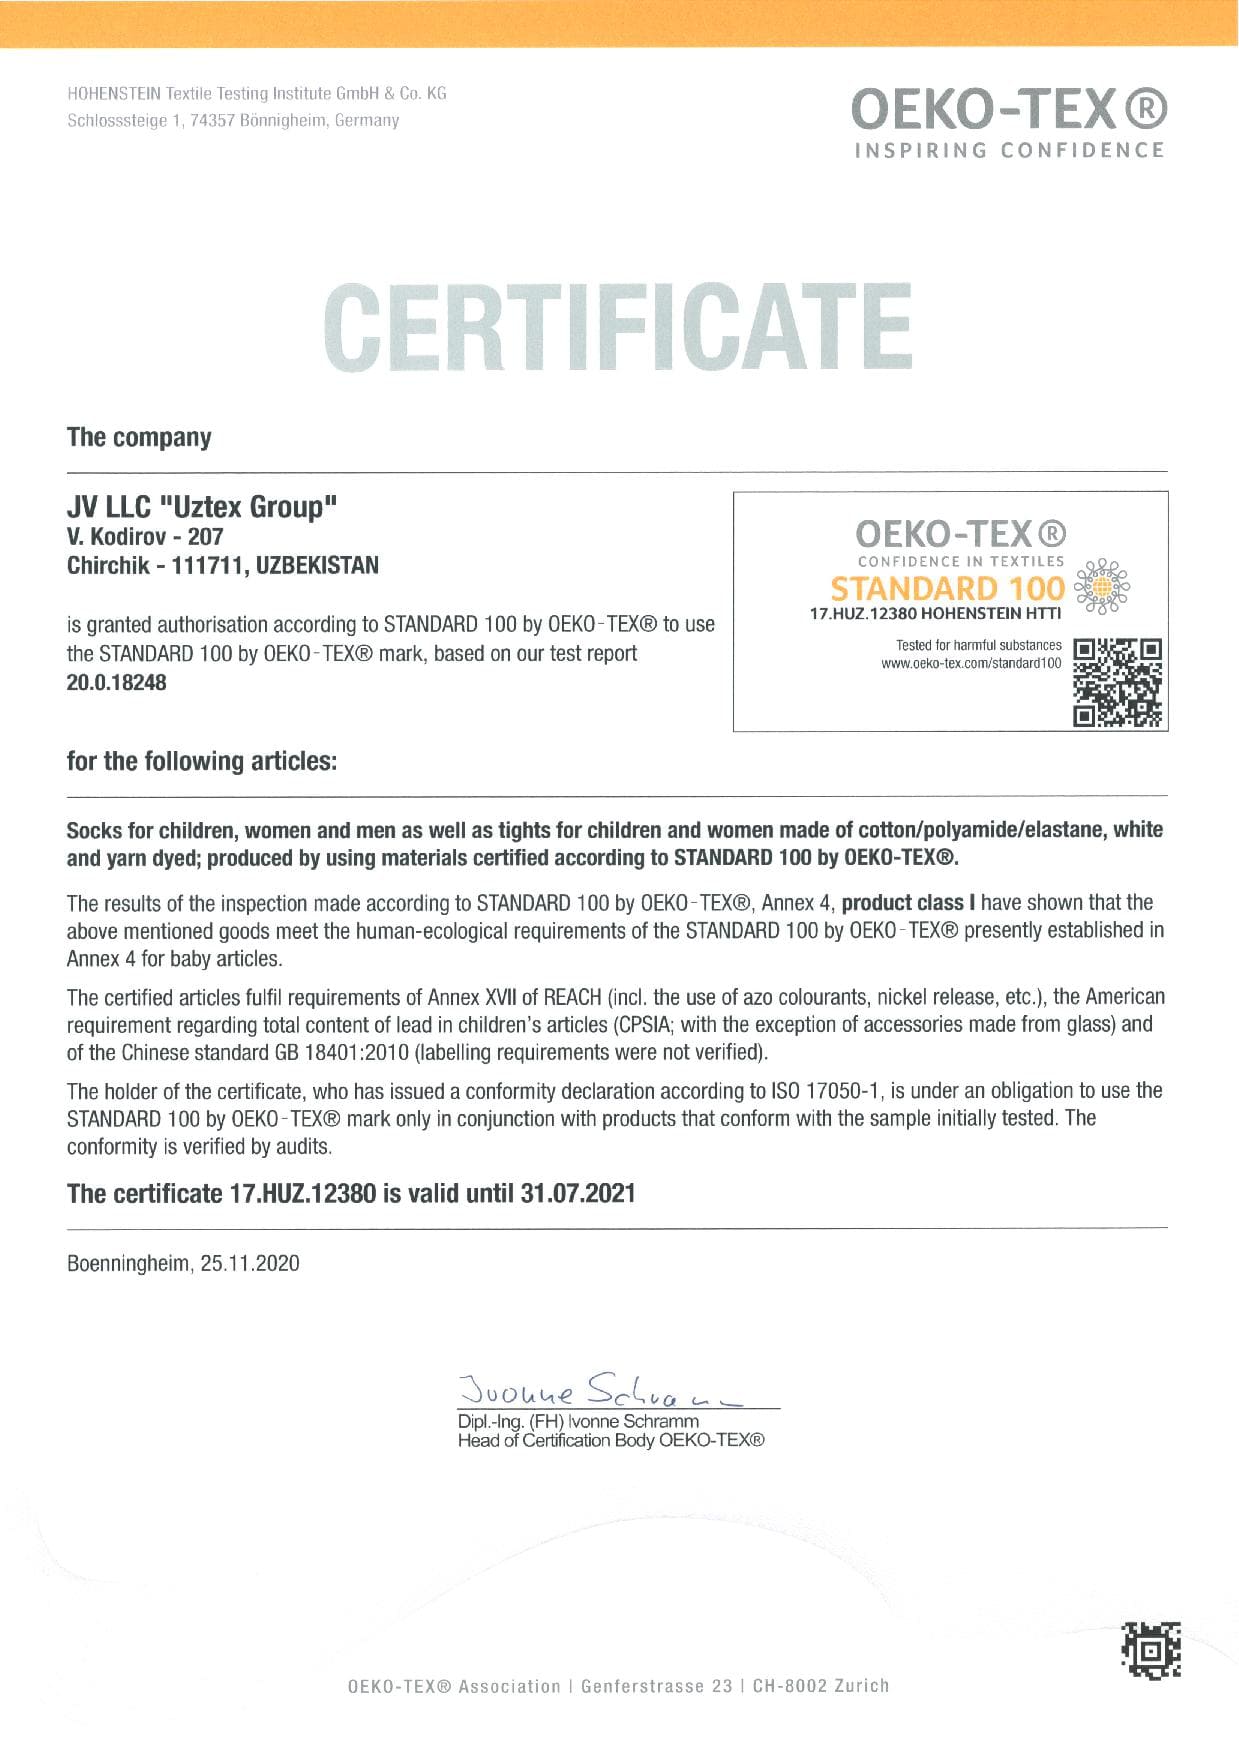 HOHENSTEIN Textile Testing Institute GmbH & Co. KG
Schlosssteige 1, 74357 Bönnigheim, Germany
OEKO-TEX®
INSPIRING CONFIDENCE
CERTIFICATE
The company
JV LLC "Uztex Group"
V. Kodirov - 207
Chirchik - 111711, UZBEKISTAN
is granted authorisation according to STANDARD 100 by OEKO-TEX® to use
the STANDARD 100 by OEKO-TEX® mark, based on our test report
20.0.18248
OEKO-TEX®
CONFIDENCE IN TEXTILES
STANDARD 100
17.HUZ.12380 HOHENSTEIN HTTI
Tested for harmful substances
www.oeko-tex.com/standard100
for the following articles:
Socks for children, women and men as well as tights for children and women made of cotton/polyamide/elastane, white
and yarn dyed; produced by using materials certified according to STANDARD 100 by OEKO-TEX®.
The results of the inspection made according to STANDARD 100 by OEKO-TEX®, Annex 4, product class I have shown that the
above mentioned goods meet the human-ecological requirements of the STANDARD 100 by OEKO-TEX® presently established in
Annex 4 for baby articles.
The certified articles fulfil requirements of Annex XVII of REACH (incl. the use of azo colourants, nickel release, etc.), the American
requirement regarding total content of lead in children's articles (CPSIA; with the exception of accessories made from glass) and
of the Chinese standard GB 18401:2010 (labelling requirements were not verified).
The holder of the certificate, who has issued a conformity declaration according to ISO 17050-1, is under an obligation to use the
STANDARD 100 by OEKO-TEX® mark only in conjunction with products that conform with the sample initially tested. The
conformity is verified by audits.
The certificate 17.HUZ.12380 is valid until 31.07.2021
Boenningheim, 25.11.2020
Ivonne Schramm
Dipl.-Ing. (FH) Ivonne Schramm
Head of Certification Body OEKO-TEX®
OEKO-TEX® Association | Genferstrasse 23 | CH-8002 Zurich